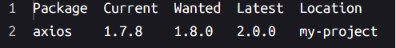 1 Package Current Wanted Latest Location
2 axios 1.7.8 1.8.0 2.0.0 my-project